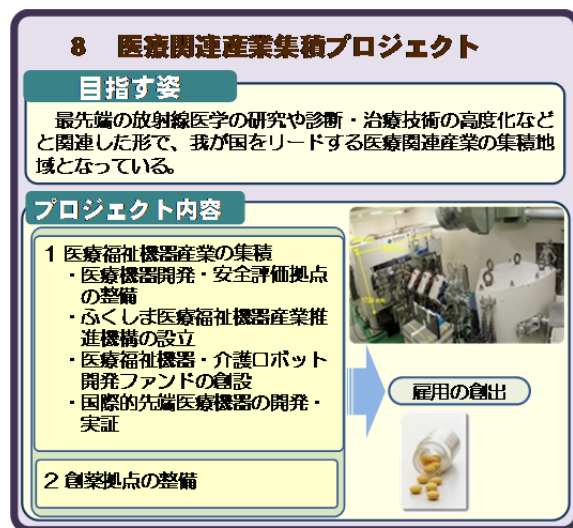 8 医療関連産業集積プロジェクト
目指す姿
最先端の放射線医学の研究や診断・治療技術の高度化など
と関連した形で、我が国をリードする医療関連産業の集積地
域となっている。
プロジェクト内容
1 医療福祉機器産業の集積
・医療機器開発・安全評価拠点
の整備
・ふくしま医療福祉機器産業推
進機構の設立
・医療福祉機器・介護ロボット
開発ファンドの創設
・国際的先端医療機器の開発・
実証
2 創薬拠点の整備
1724 mm
雇用の創出